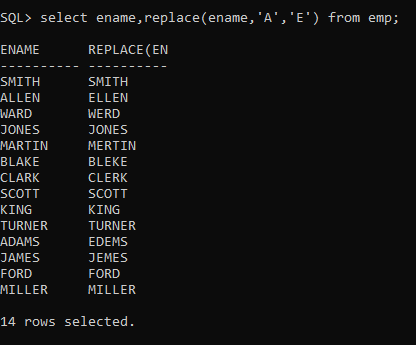 SQL> select ename,replace(ename,'A','E') from emp;
ENAME      REPLACE(EN
---------- ----------
SMITH      SMITH
ALLEN      ELLEN
WARD       WERD
JONES      JONES
MARTIN     MERTIN
BLAKE      BLEKE
CLARK      CLERK
SCOTT      SCOTT
KING       KING
TURNER     TURNER
ADAMS      EDEMS
JAMES      JEMES
FORD       FORD
MILLER     MILLER
14 rows selected.